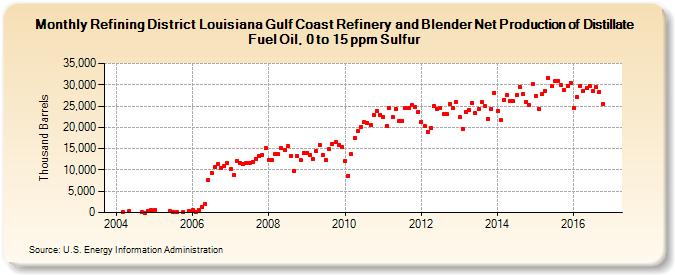 Monthly Refining District Louisiana Gulf Coast Refinery and Blender Net Production of Distillate
Fuel Oil, 0 to 15 ppm Sulfur
Thousand Barrels
35,000
30,000
25,000
20,000
15,000
10,000
5,000
0
2004 2006 2008 2010 2012 2014 2016
Source: U.S. Energy Information Administration